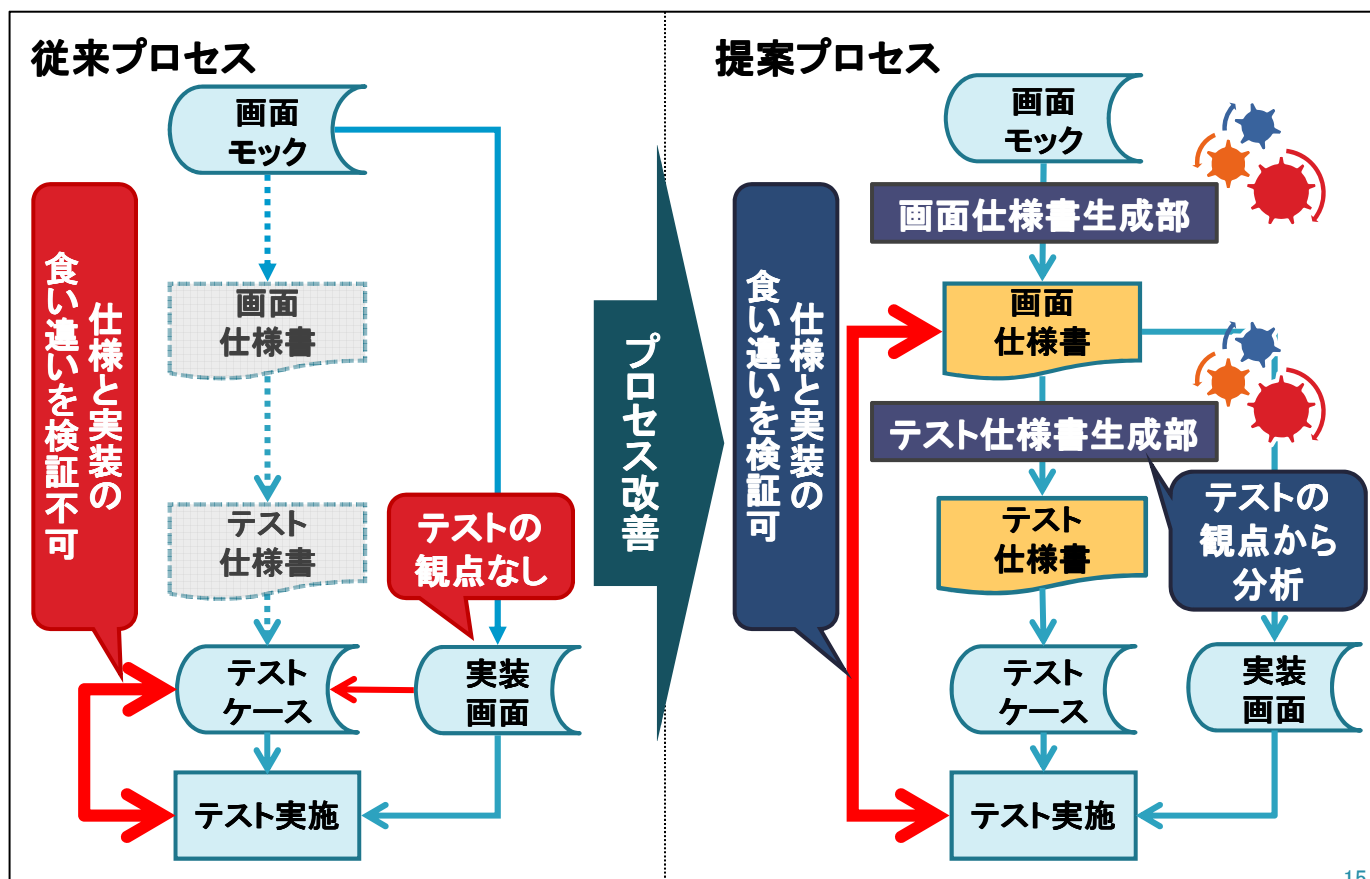 従来プロセス
画面
モック
仕様と実装の
食い違いを検証不可
画面
仕様書
テスト
仕様書
テストの
観点なし
テスト
ケース
実装
画面
テスト実施
プロセス改善
提案プロセス
画面
モック
画面仕様書生成部
仕様と実装の
食い違いを検証可
画面
仕様書
テスト仕様書生成部
テストの
観点から
分析
テスト
仕様書
テスト
ケース
実装
画面
テスト実施
15